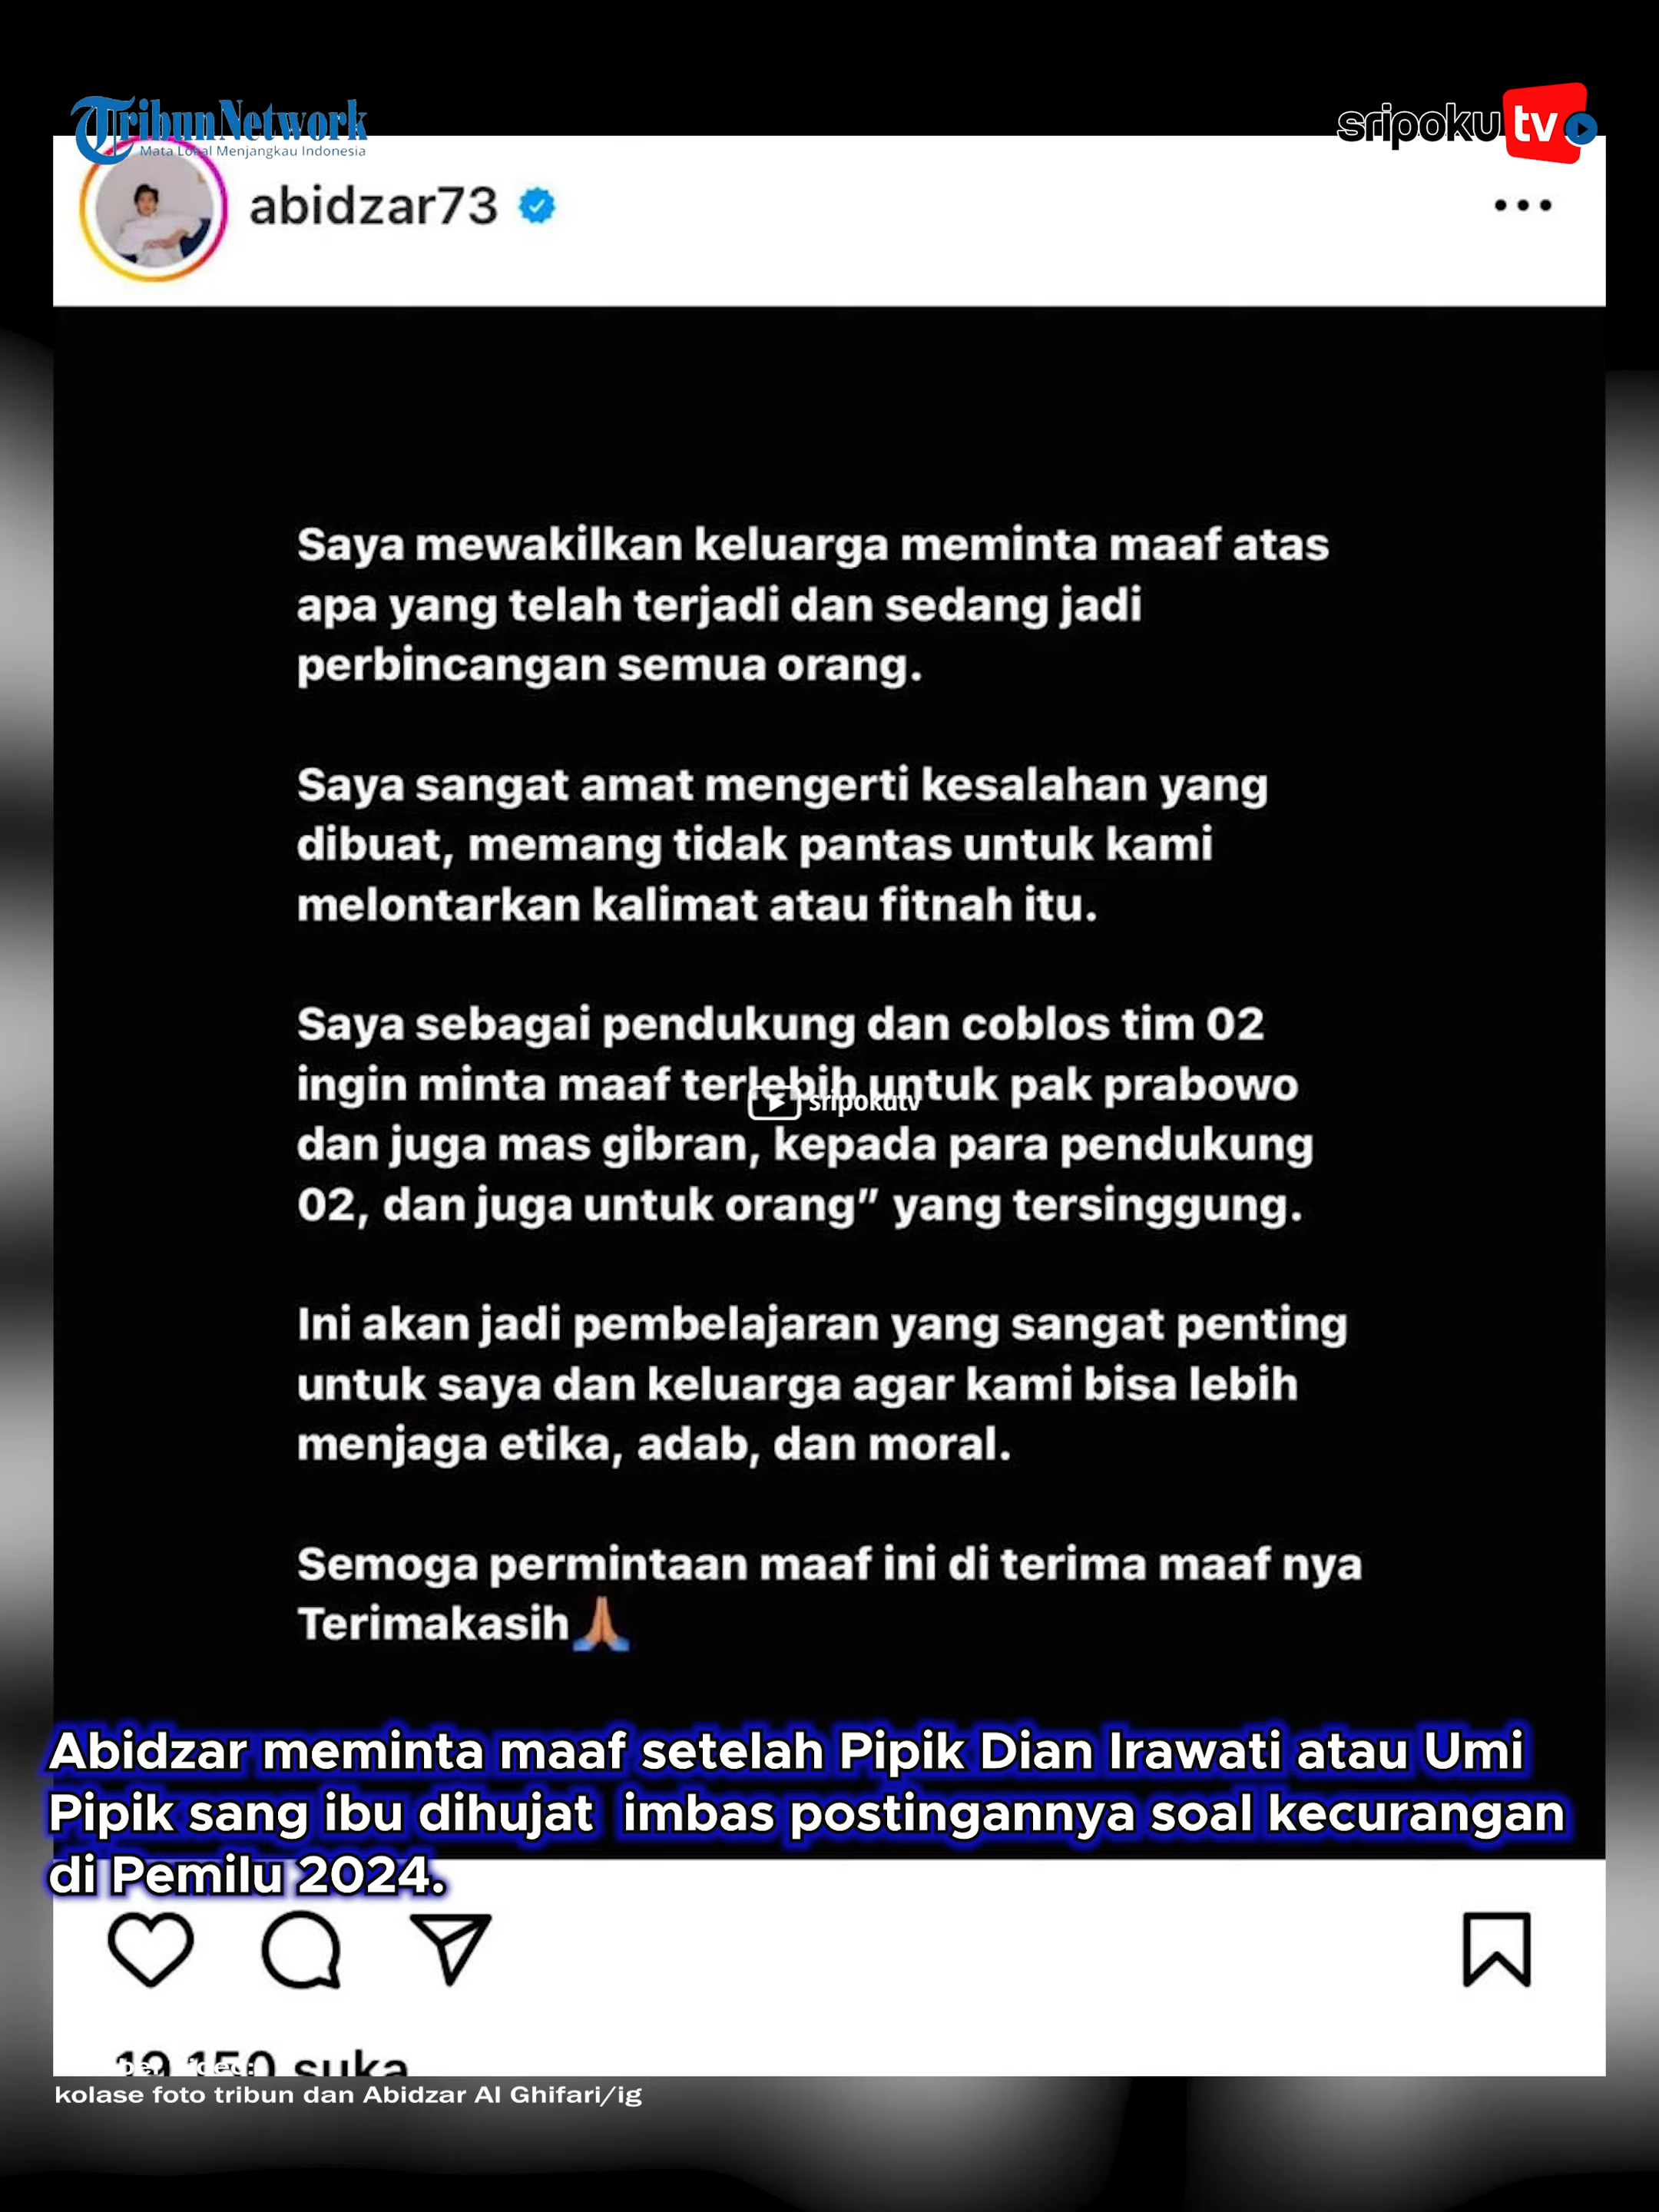 Tribun Network
Mata Lokal Menjangkau Indonesia
sripoku tv
abidzar73
Saya mewakilkan keluarga meminta maaf atas
apa yang telah terjadi dan sedang jadi
perbincangan semua orang.
Saya sangat amat mengerti kesalahan yang
dibuat, memang tidak pantas untuk kami
melontarkan kalimat atau fitnah itu.
Saya sebagai pendukung dan coblos tim 02
ingin minta maaf terlebih untuk pak prabowo
sripokutv
dan juga mas gibran, kepada para pendukung
02, dan juga untuk orang” yang tersinggung.
Ini akan jadi pembelajaran yang sangat penting
untuk saya dan keluarga agar kami bisa lebih
menjaga etika, adab, dan moral.
Semoga permintaan maaf ini di terima maaf nya
Terimakasih🙏
Abidzar meminta maaf setelah Pipik Dian Irawati atau Umi
Pipik sang ibu dihujat  imbas postingannya soal kecurangan
di Pemilu 2024.
suka
kolase foto tribun dan Abidzar Al Ghifari/ig